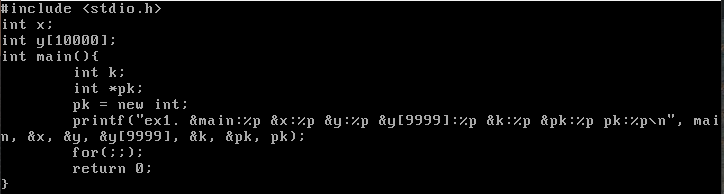 #include <stdio.h>
int x;
int y[10000];
int main(){
        int k;
        int *pk;
        pk = new int;
        printf("ex1. &main:%p &x:%p &y:%p &y[9999]:%p &k:%p &pk:%p pk:%p\n", mai
n, &x, &y, &y[9999], &k, &pk, pk);
        for(;;);
        return 0;
}